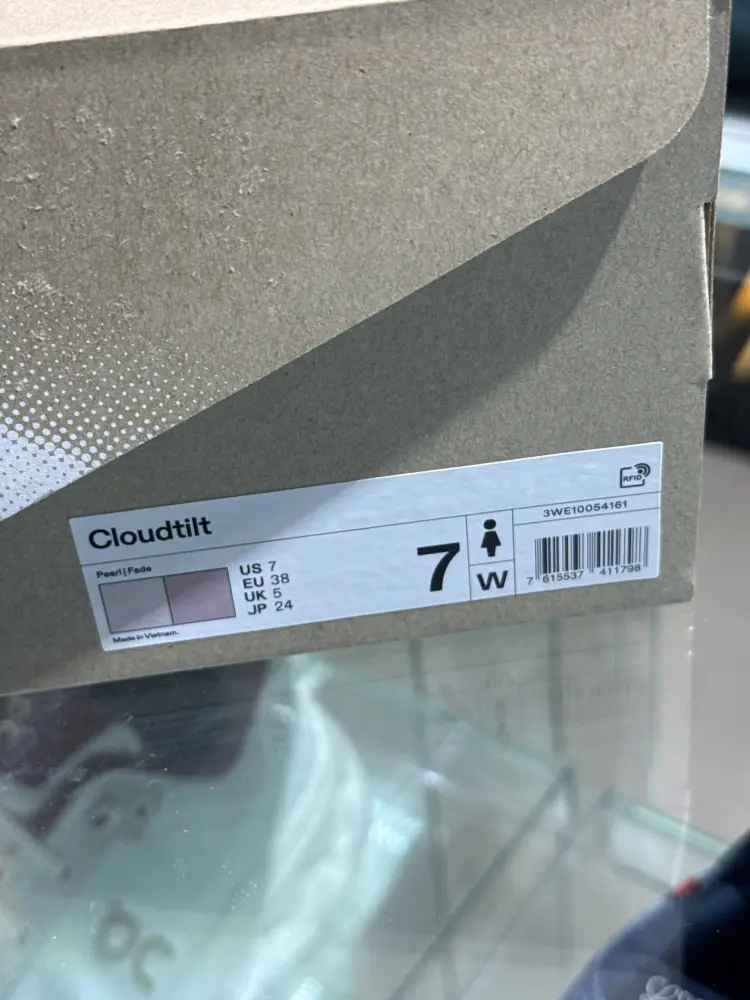 RFID
Cloudtilt
3WE10054161
Pearl | Fade
US 7
EU 38
UK 5
JP 24
7
W
7 615537 411798
Made in Vietnam.